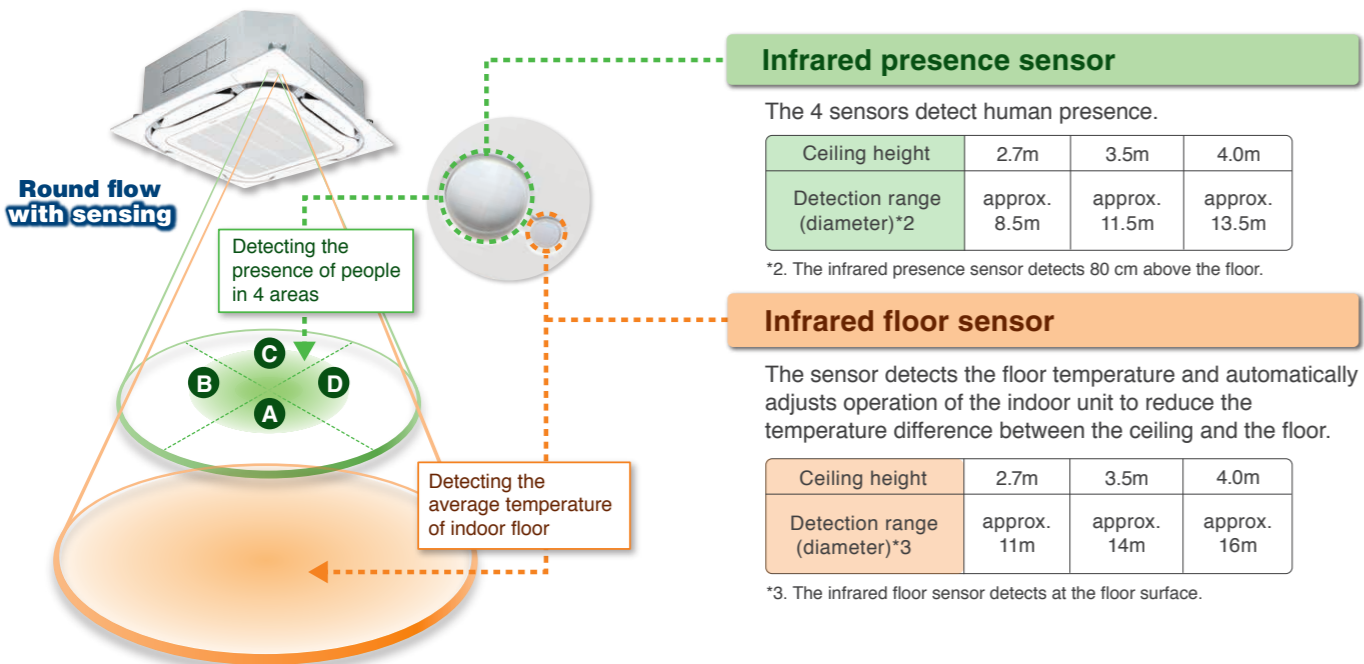 Round flow
with sensing
Detecting the
presence of people
in 4 areas
C
B
D
A
Detecting the
average temperature
of indoor floor
Infrared presence sensor
The 4 sensors detect human presence.
Ceiling height 2.7m 3.5m 4.0m
Detection range approx. approx. approx.
(diameter)*2 8.5m 11.5m 13.5m
*2. The infrared presence sensor detects 80 cm above the floor.
Infrared floor sensor
The sensor detects the floor temperature and automatically
adjusts operation of the indoor unit to reduce the
temperature difference between the ceiling and the floor.
Ceiling height 2.7m 3.5m 4.0m
Detection range approx. approx. approx.
(diameter)*3 11m 14m 16m
*3. The infrared floor sensor detects at the floor surface.